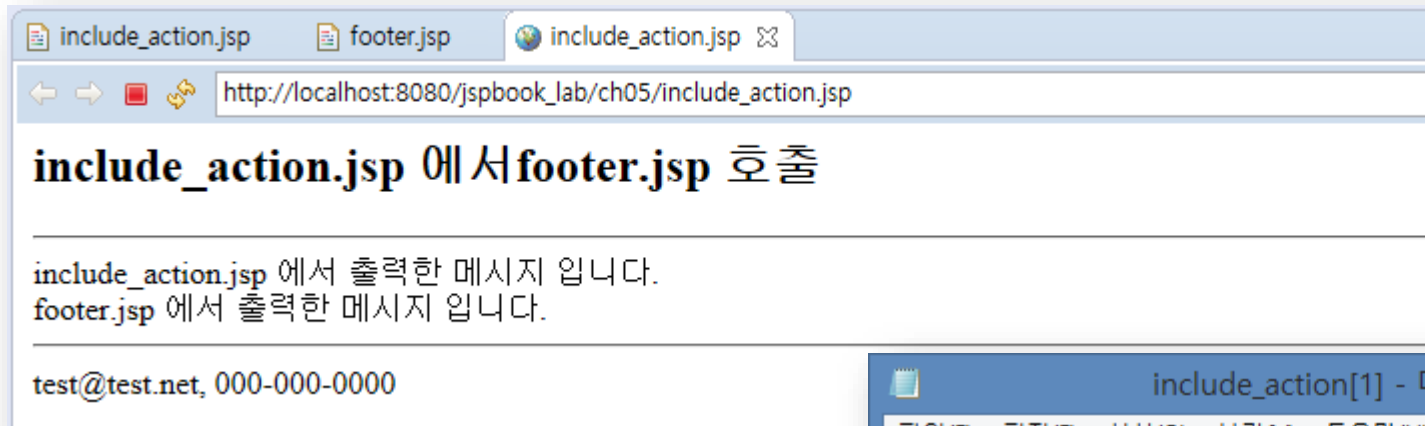 include_action.jsp footer.jsp include_action.jsp
http://localhost:8080/jspbook_lab/ch05/include_action.jsp
include_action.jsp 에서footer.jsp 호출
include_action.jsp 에서 출력한 메시지 입니다.
footer.jsp 에서 출력한 메시지 입니다.
test@test.net, 000-000-0000
include_action[1] -